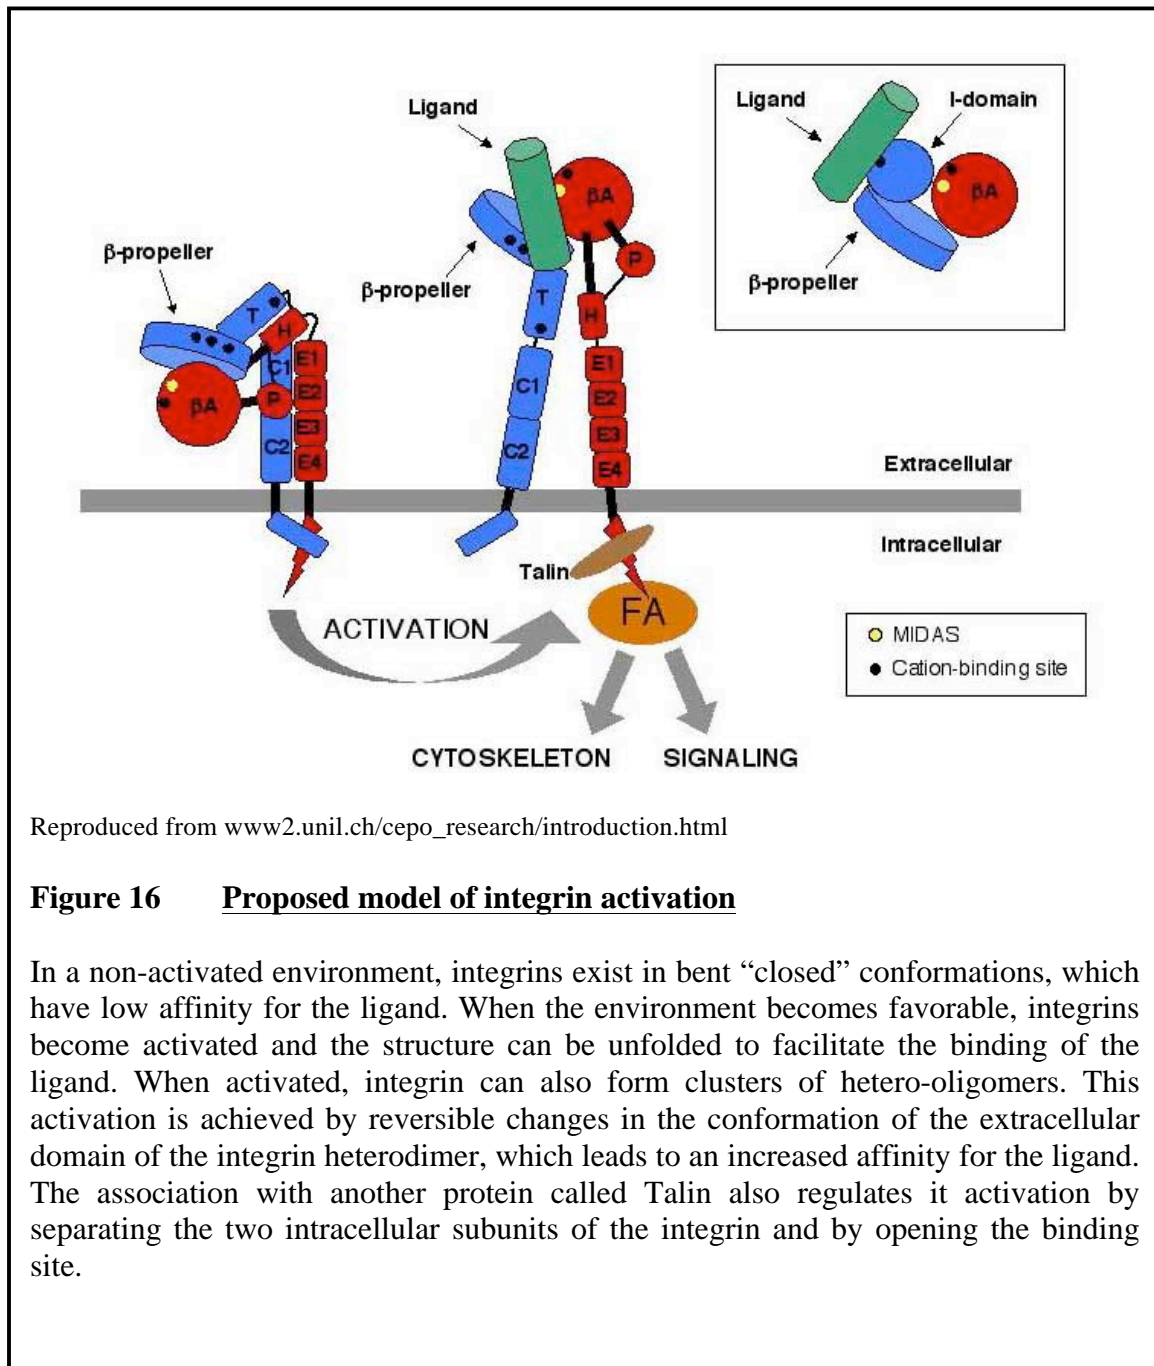 Ligand
Ligand
I-domain
βA
βA
P
β-propeller
β-propeller
β-propeller
T
H
T
H
C1
E1
E1
C1
E2
P
E2
βA
E3
E3
C2
C2
E4
E4
Extracellular
Intracellular
Talin
FA
ACTIVATION
MIDAS
Cation-binding site
CYTOSKELETON
SIGNALING
Reproduced from www2.unil.ch/cepo_research/introduction.html
Figure 16 Proposed model of integrin activation
In a non-activated environment, integrins exist in bent “closed” conformations, which
have low affinity for the ligand. When the environment becomes favorable, integrins
become activated and the structure can be unfolded to facilitate the binding of the
ligand. When activated, integrin can also form clusters of hetero-oligomers. This
activation is achieved by reversible changes in the conformation of the extracellular
domain of the integrin heterodimer, which leads to an increased affinity for the ligand.
The association with another protein called Talin also regulates it activation by
separating the two intracellular subunits of the integrin and by opening the binding
site.